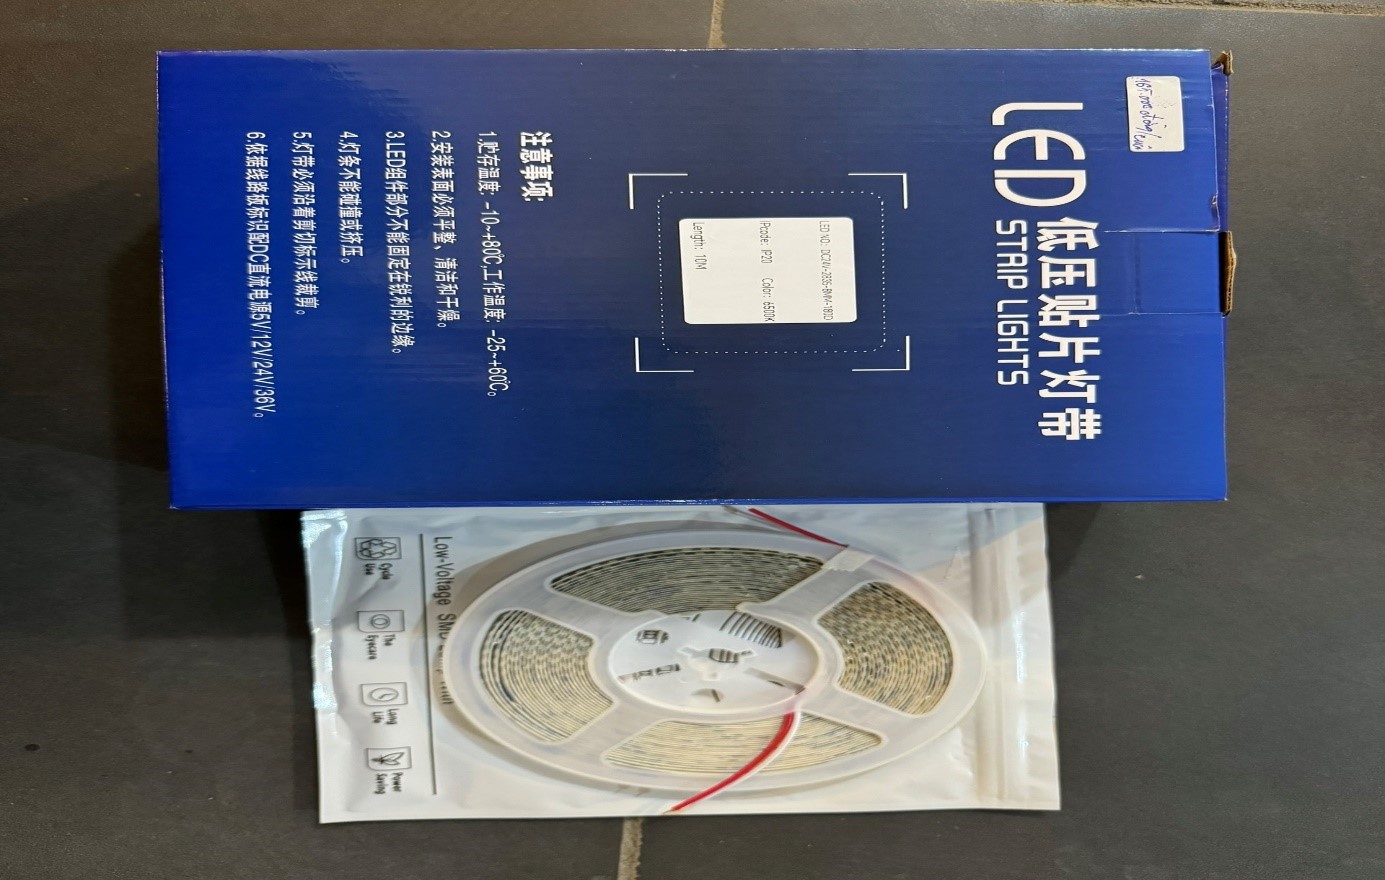 LED 低压贴片灯带
STRIP LIGHTS
LED NO: DC24V-2835-8MM-180D
IPcode: IP20 Color: 6500K
Length: 10M
注意事项:
1.贮存温度: -10~+80℃,工作温度: -25~+60℃。
2.安装表面必须平整，清洁和干燥。
3.LED组件部分不能固定在锐利的边缘。
4.灯条不能碰撞或挤压。
5.灯带必须沿着剪切标示线裁剪。
6.依据线路板标识配DC直流电源5V/12V/24V/36V。
Low-Voltage SMD
Cycle Use
The Eyecare
Long Life
Power Saving